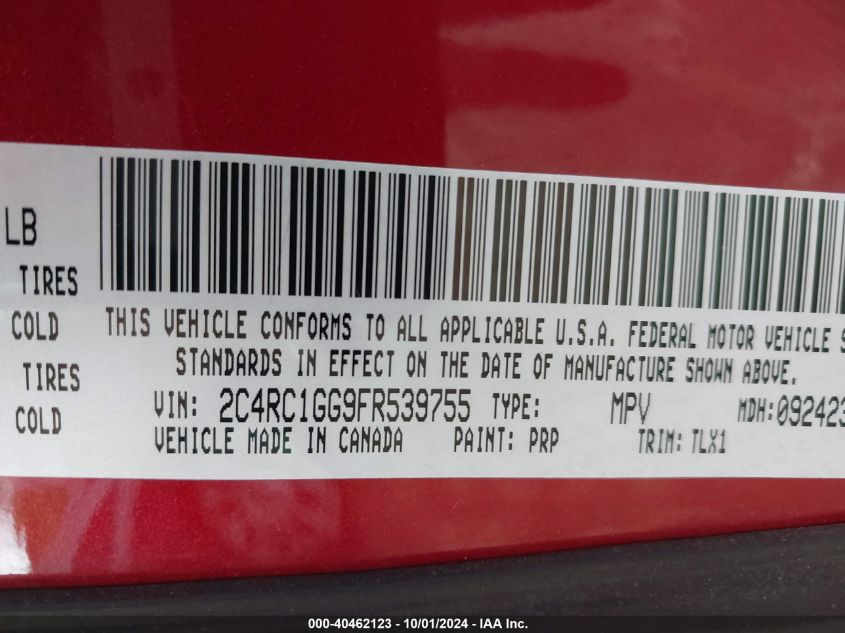 LB
TIRES
COLD THIS VEHICLE CONFORMS TO ALL APPLICABLE U.S.A. FEDERAL MOTOR VEHICLE S
STANDARDS IN EFFECT ON THE DATE OF MANUFACTURE SHOWN ABOVE.
TIRES
COLD VIN: 2C4RC1GG9FR539755 TYPE: MPV MDH:092423
VEHICLE MADE IN CANADA PAINT: PRP TRIM: TLX1
000-40462123 - 10/01/2024 - IAA Inc.